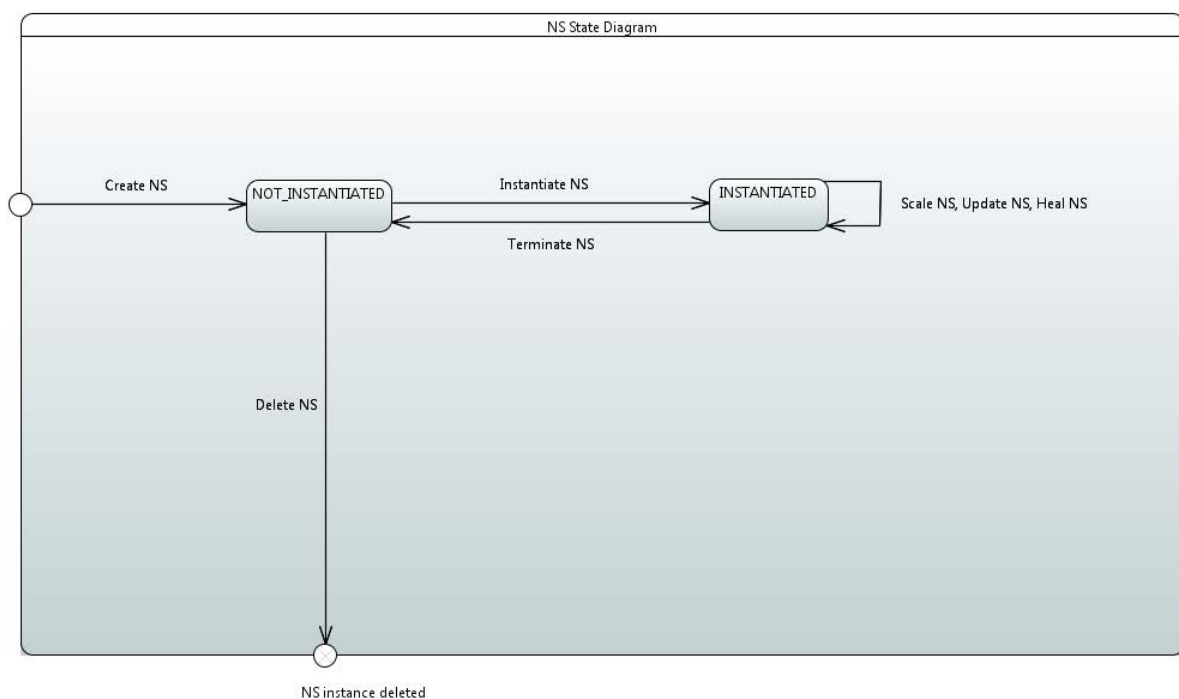 NS State Diagram
Create NS
NOT_INSTANTIATED
Instantiate NS
INSTANTIATED
Scale NS, Update NS, Heal NS
Terminate NS
Delete NS
NS instance deleted